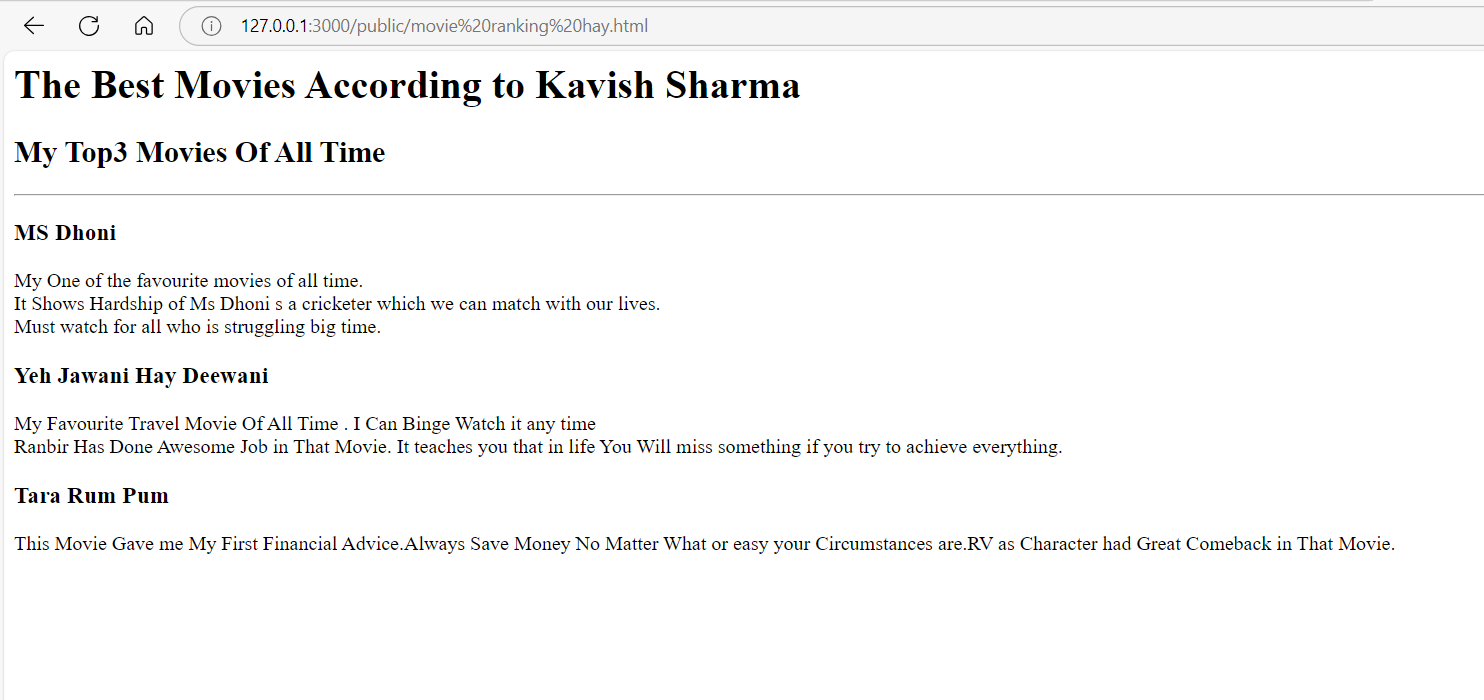 127.0.0.1:3000/public/movie%20ranking%20hay.html
The Best Movies According to Kavish Sharma
My Top3 Movies Of All Time
MS Dhoni
My One of the favourite movies of all time.
It Shows Hardship of Ms Dhoni s a cricketer which we can match with our lives.
Must watch for all who is struggling big time.
Yeh Jawani Hay Deewani
My Favourite Travel Movie Of All Time . I Can Binge Watch it any time
Ranbir Has Done Awesome Job in That Movie. It teaches you that in life You Will miss something if you try to achieve everything.
Tara Rum Pum
This Movie Gave me My First Financial Advice.Always Save Money No Matter What or easy your Circumstances are.RV as Character had Great Comeback in That Movie.